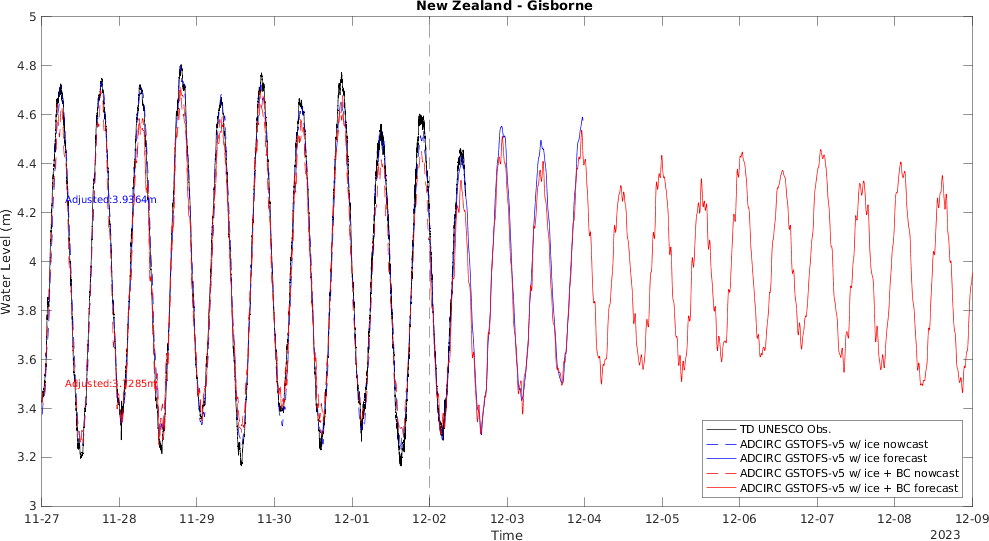 New Zealand - Gisborne
5
4.8
4.6
4.4
4.2
4
3.8
3.6
3.4
3.2
3
Water Level (m)
Adjusted:3.9364m
Adjusted:3.7285m
TD UNESCO Obs.
ADCIRC GSTOFS-v5 w/ ice nowcast
ADCIRC GSTOFS-v5 w/ ice forecast
ADCIRC GSTOFS-v5 w/ ice + BC nowcast
ADCIRC GSTOFS-v5 w/ ice + BC forecast
11-27 11-28 11-29 11-30 12-01 12-02 12-03 12-04 12-05 12-06 12-07 12-08 12-09
Time
2023